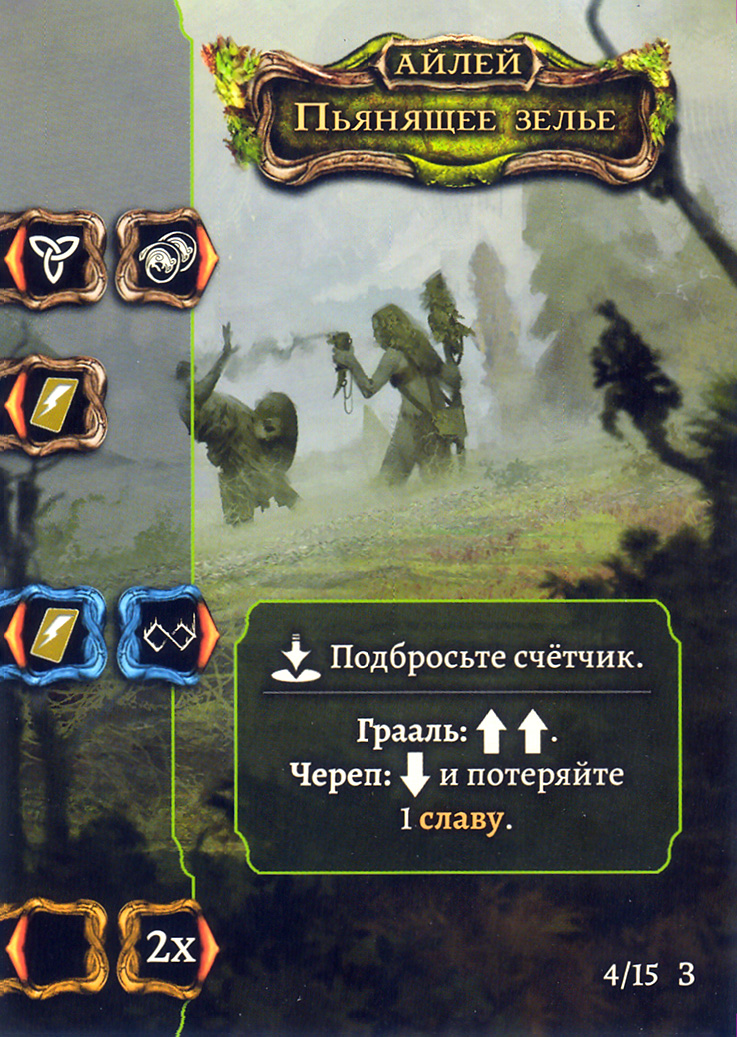 АЙЛЕЙ
Пьянящее зелье
Подбросьте счётчик.
Грааль: ⬆⬆.
Череп: ⬇ и потеряйте
1 славу.
2x
4/15 3